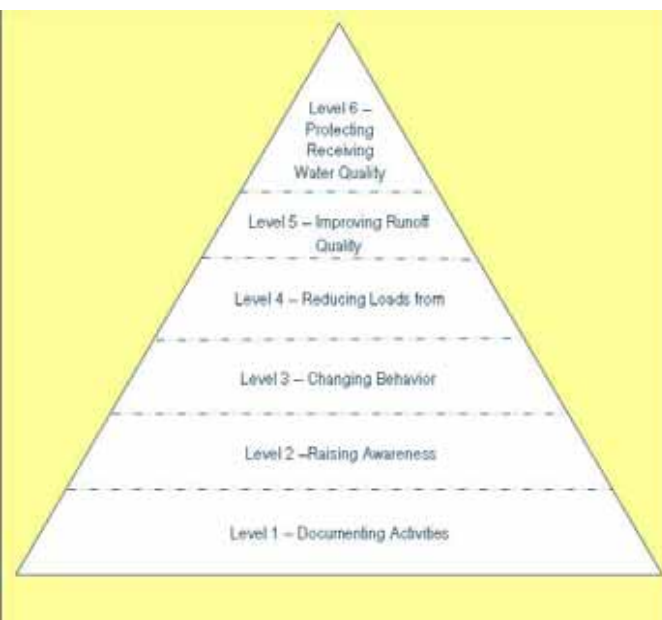 Level 6 –
Protecting
Receiving
Water Quality
Level 5 – Improving Runoff
Quality
Level 4 – Reducing Loads from
Level 3 – Changing Behavior
Level 2 –Raising Awareness
Level 1 – Documenting Activities